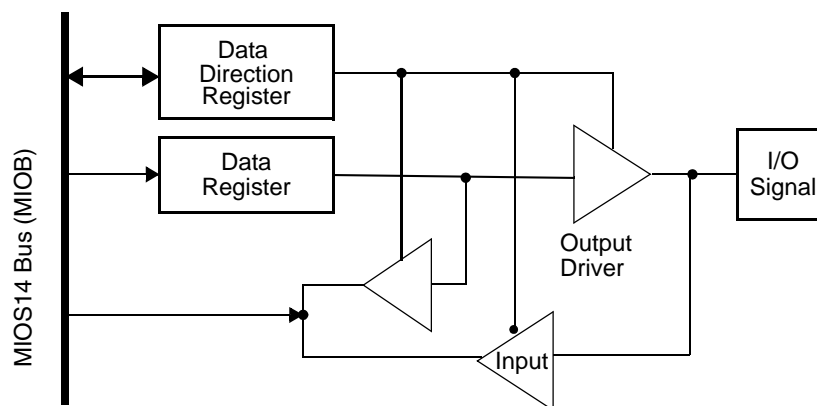 Data
Direction
Register
Data
Register
I/O
Signal
Output
Driver
Input
MIOS14 Bus (MIOB)